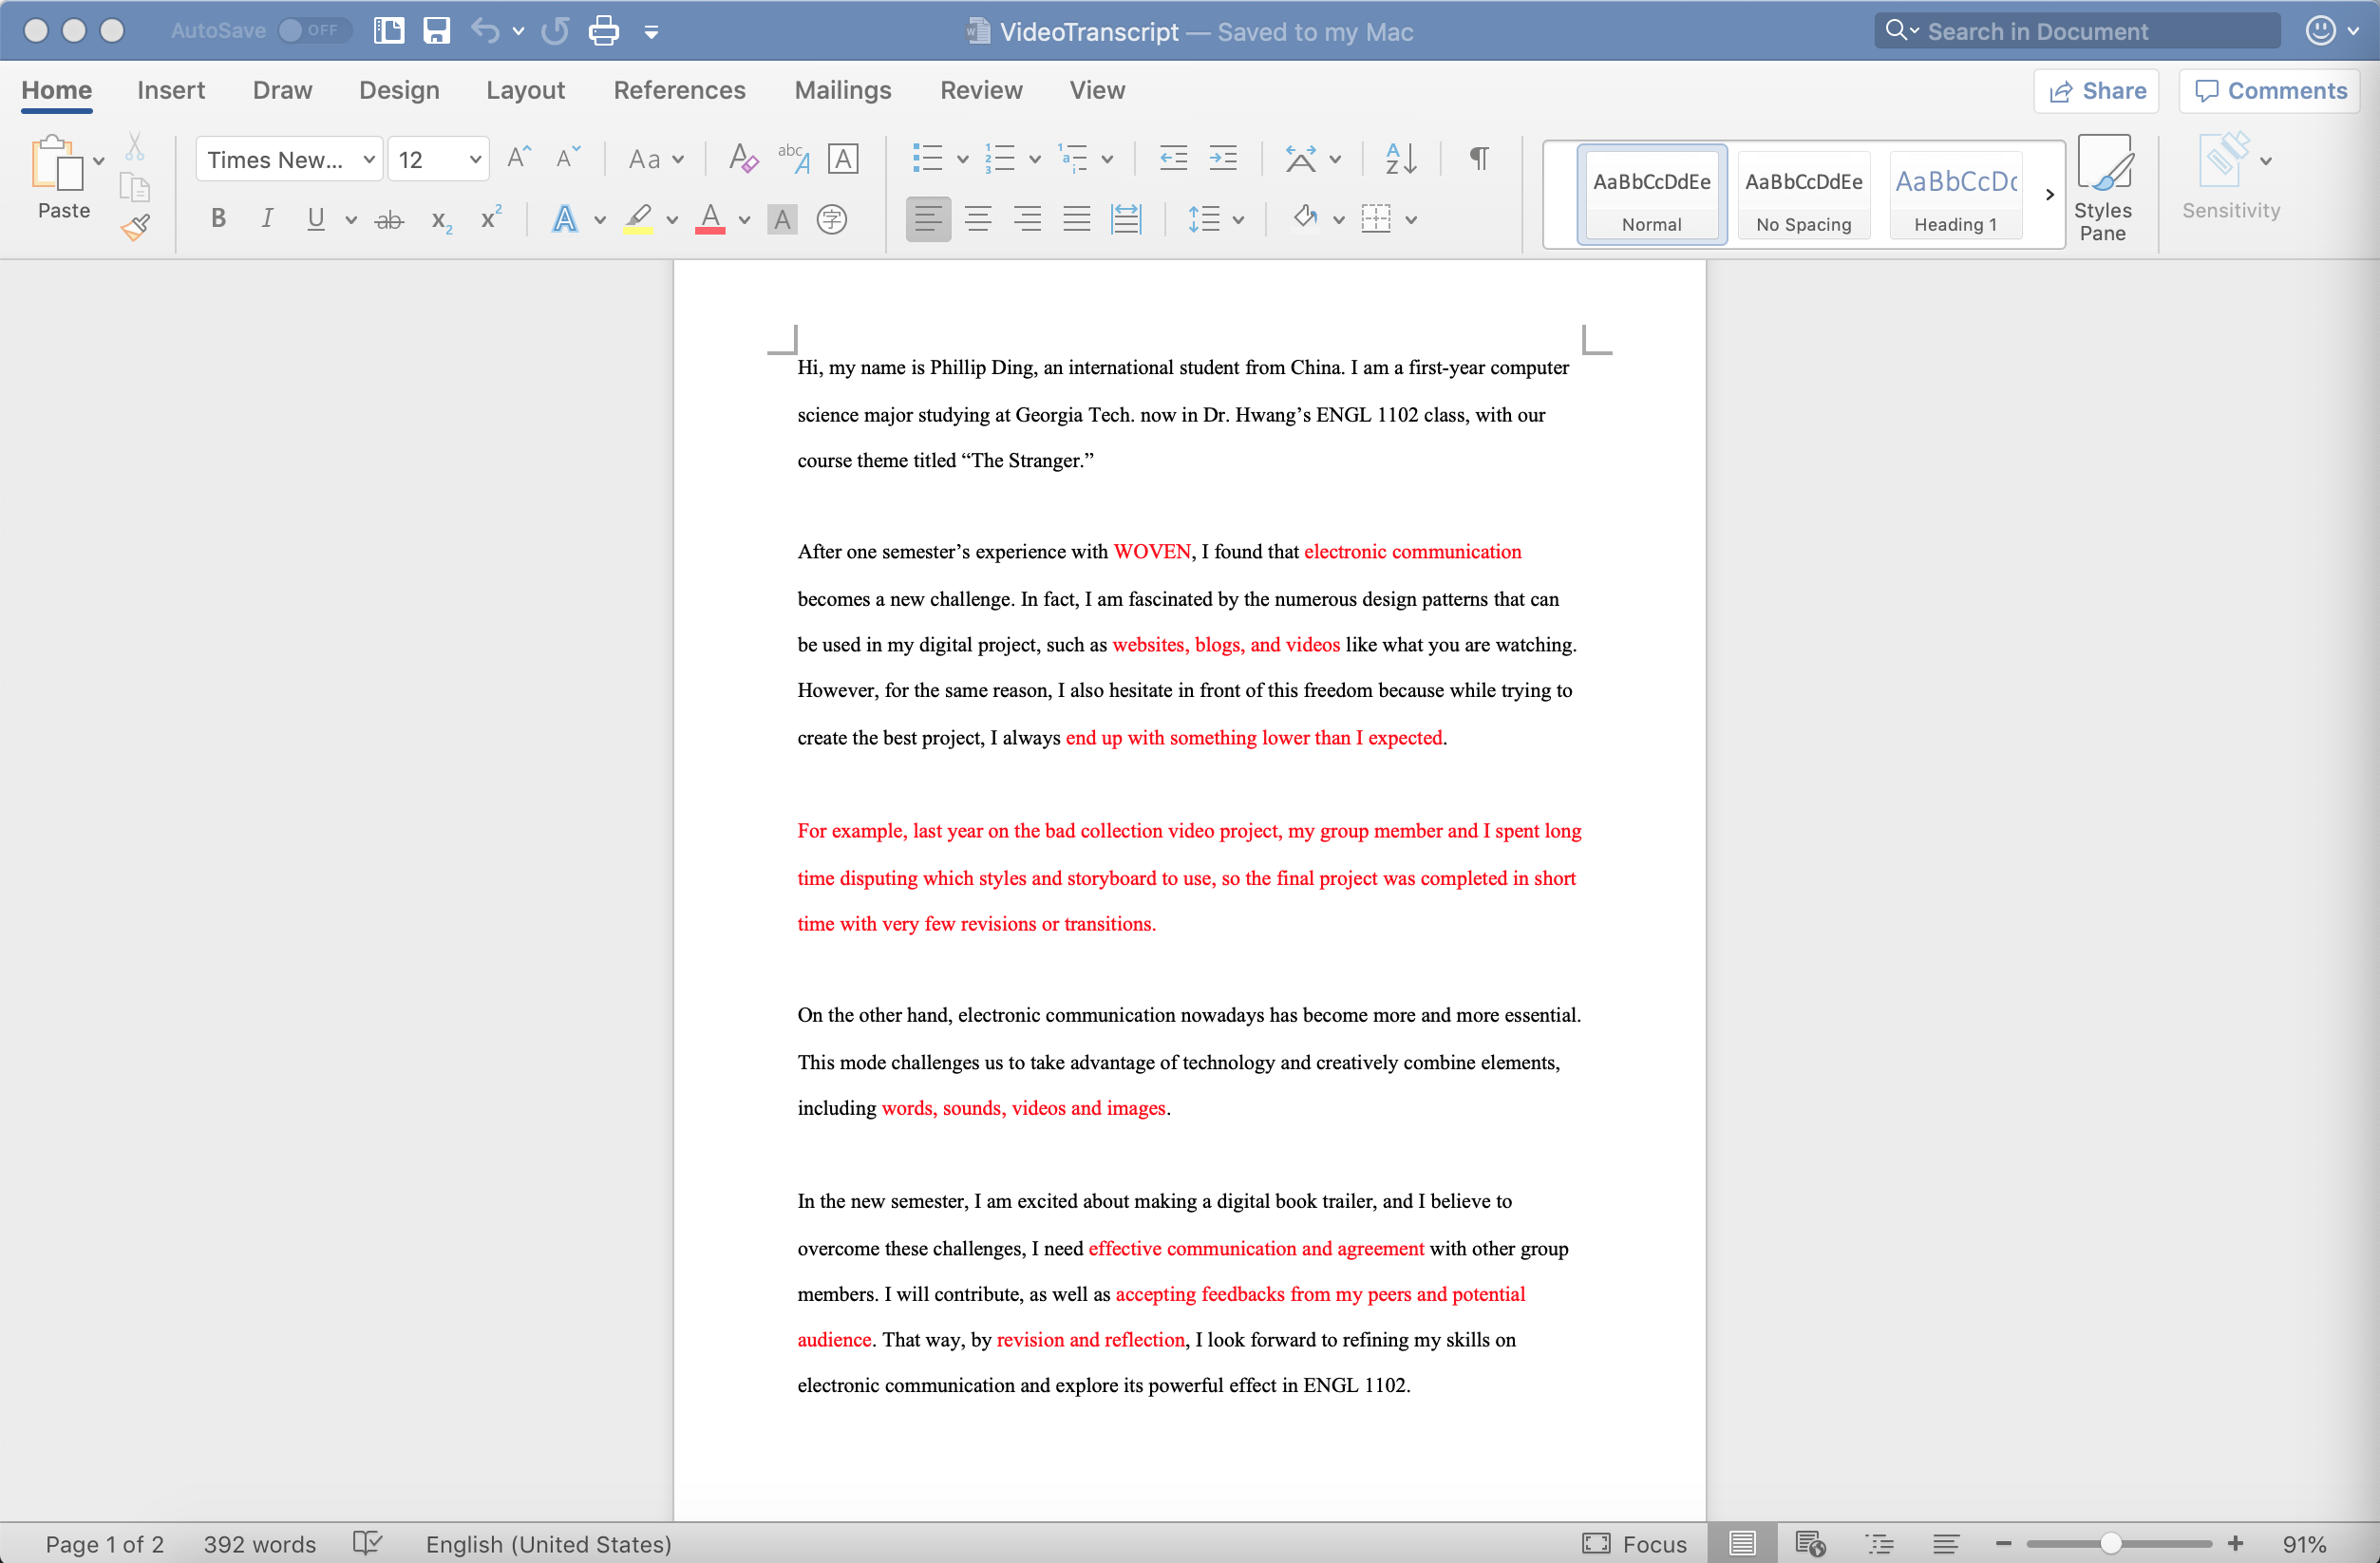 AutoSave OFF VideoTranscript — Saved to my Mac Search in Document
Home Insert Draw Design Layout References Mailings Review View Share Comments
Times New... 12 Aa abc A A A Z ¶
AaBbCcDdEe AaBbCcDdEe AaBbCcDc
Paste B I U ab x2 x2 A A A 字
Normal No Spacing Heading 1
Styles Pane
Sensitivity
Hi, my name is Phillip Ding, an international student from China. I am a first-year computer
science major studying at Georgia Tech. now in Dr. Hwang’s ENGL 1102 class, with our
course theme titled “The Stranger.”
After one semester’s experience with WOVEN, I found that electronic communication
becomes a new challenge. In fact, I am fascinated by the numerous design patterns that can
be used in my digital project, such as websites, blogs, and videos like what you are watching.
However, for the same reason, I also hesitate in front of this freedom because while trying to
create the best project, I always end up with something lower than I expected.
For example, last year on the bad collection video project, my group member and I spent long
time disputing which styles and storyboard to use, so the final project was completed in short
time with very few revisions or transitions.
On the other hand, electronic communication nowadays has become more and more essential.
This mode challenges us to take advantage of technology and creatively combine elements,
including words, sounds, videos and images.
In the new semester, I am excited about making a digital book trailer, and I believe to
overcome these challenges, I need effective communication and agreement with other group
members. I will contribute, as well as accepting feedbacks from my peers and potential
audience. That way, by revision and reflection, I look forward to refining my skills on
electronic communication and explore its powerful effect in ENGL 1102.
Page 1 of 2 392 words English (United States) Focus 91%